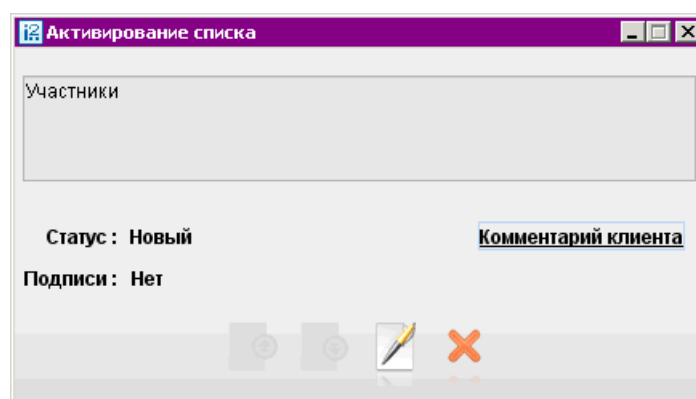 Активирование списка
Участники
Статус : Новый
Комментарий клиента
Подписи : Нет